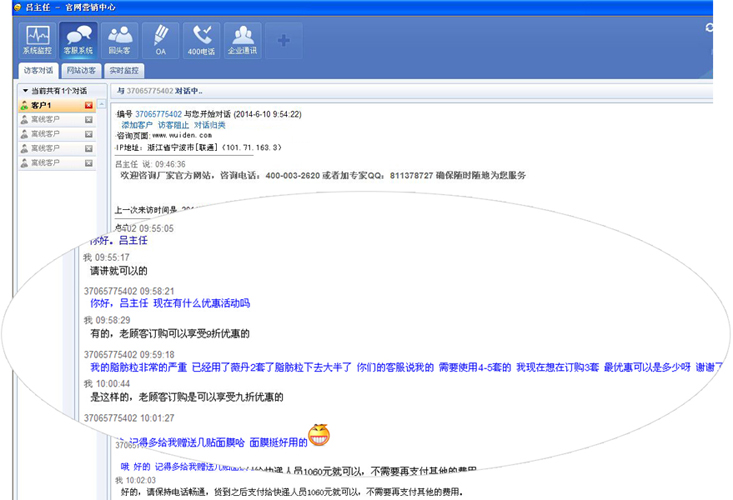 吕主任 - 官网营销中心
系统监控 客服系统 回头客 OA 400电话 企业通讯
访客对话 网站访客 实时监控
当前共有1个对话
与 37065775402 对话中..
客户1
离线客户
离线客户
离线客户
离线客户
编号 37065775402 与您开始对话 (2014-6-10 9:54:22)
添加客户 访客阻止 对话归类
咨询页面:www.wuiden.com
IP地址: 浙江省宁波市[联通] (101.71.163.3)
吕主任 说: 09:46:36
欢迎咨询厂家官方网站，咨询电话：400-003-2620 或者加专家QQ：811378727 确保随时随地为您服务
上一次来访时间是
5402 09:55:05
你好。吕主任
我 09:55:17
请讲就可以的
37065775402 09:58:21
你好，吕主任 现在有什么优惠活动吗
我 09:58:29
有的，老顾客订购可以享受9折优惠的
37065775402 09:59:18
我的脂肪粒非常的严重 已经用了薇丹2套了脂肪粒下去大半了 你们的客服说我的 需要使用4-5套的 我现在想在订购3套 最优惠可以是多少呀 谢谢了
我 10:00:44
是这样的，老顾客订购是可以享受九折优惠的
37065775402 10:01:27
记得多给我赠送几贴面膜哈 面膜挺好用的
37065
哦 好的 记得多给我赠送几贴面膜
快递人员1060元就可以，不需要再支付其他的费用
我 10:02:03
好的，请保持电话畅通，货到之后支付给快递人员1060元就可以，不需要再支付其他的费用。